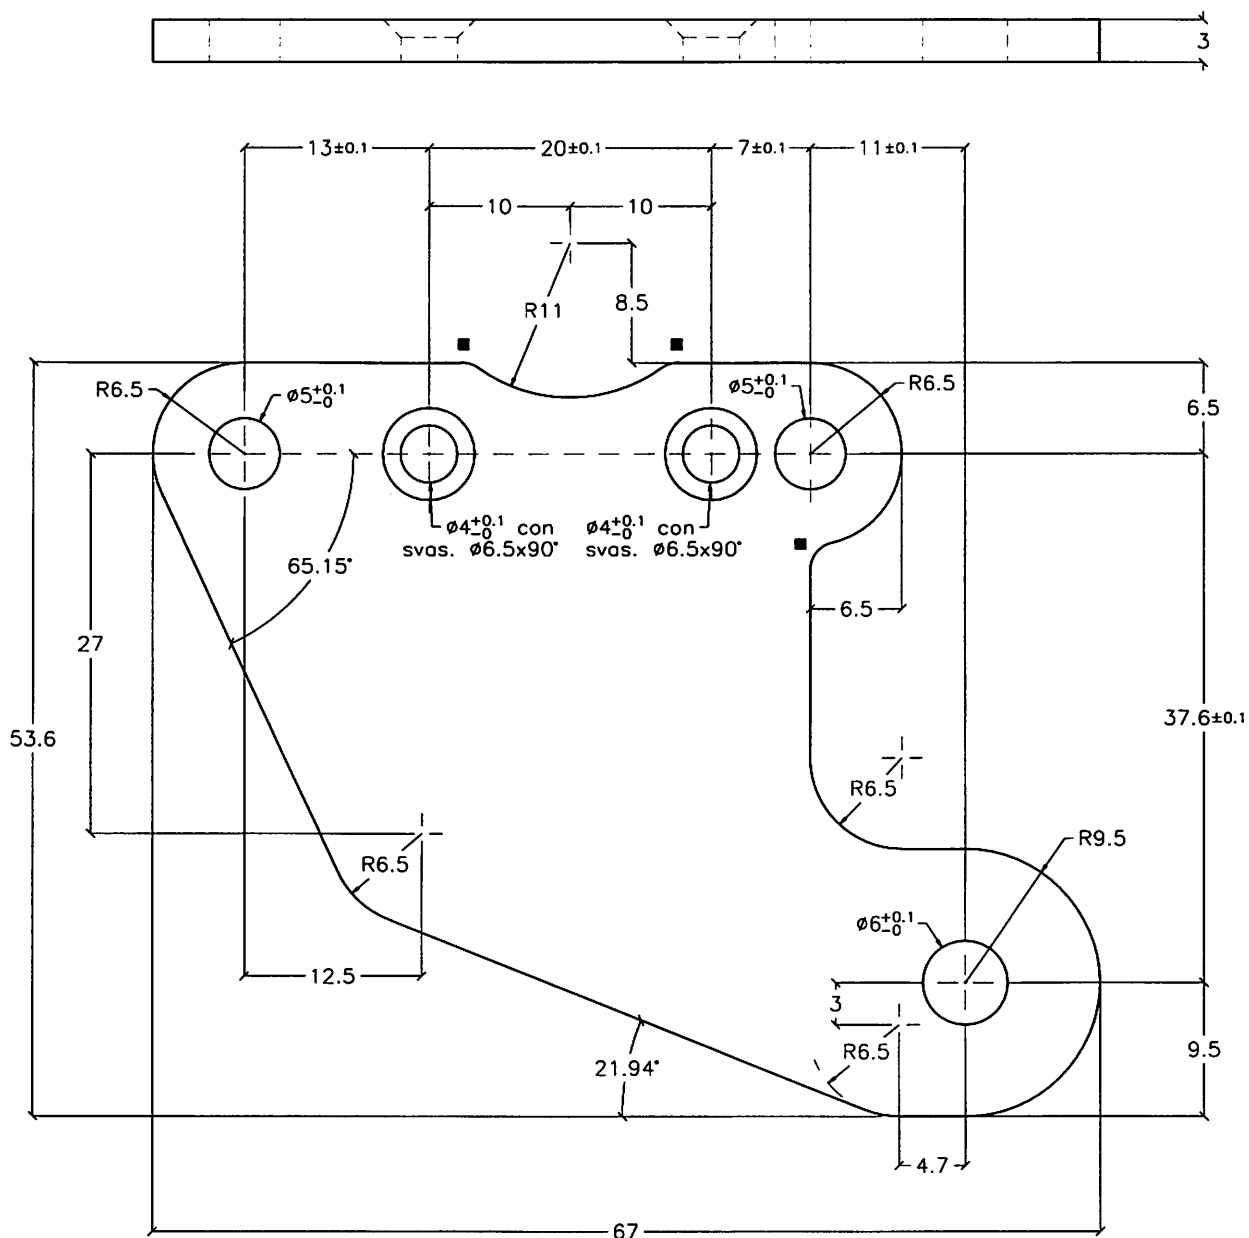 3
13±0.1
20±0.1
7±0.1
11±0.1
10
10
R11
8.5
R6.5
ø5+0.1 -0
ø5+0.1 -0
R6.5
6.5
ø4+0.1 -0 con
svas. ø6.5x90°
ø4+0.1 -0 con
svas. ø6.5x90°
65.15°
6.5
27
53.6
37.6±0.1
R6.5
R6.5
R9.5
ø6+0.1 -0
12.5
3
R6.5
9.5
21.94°
4.7
67